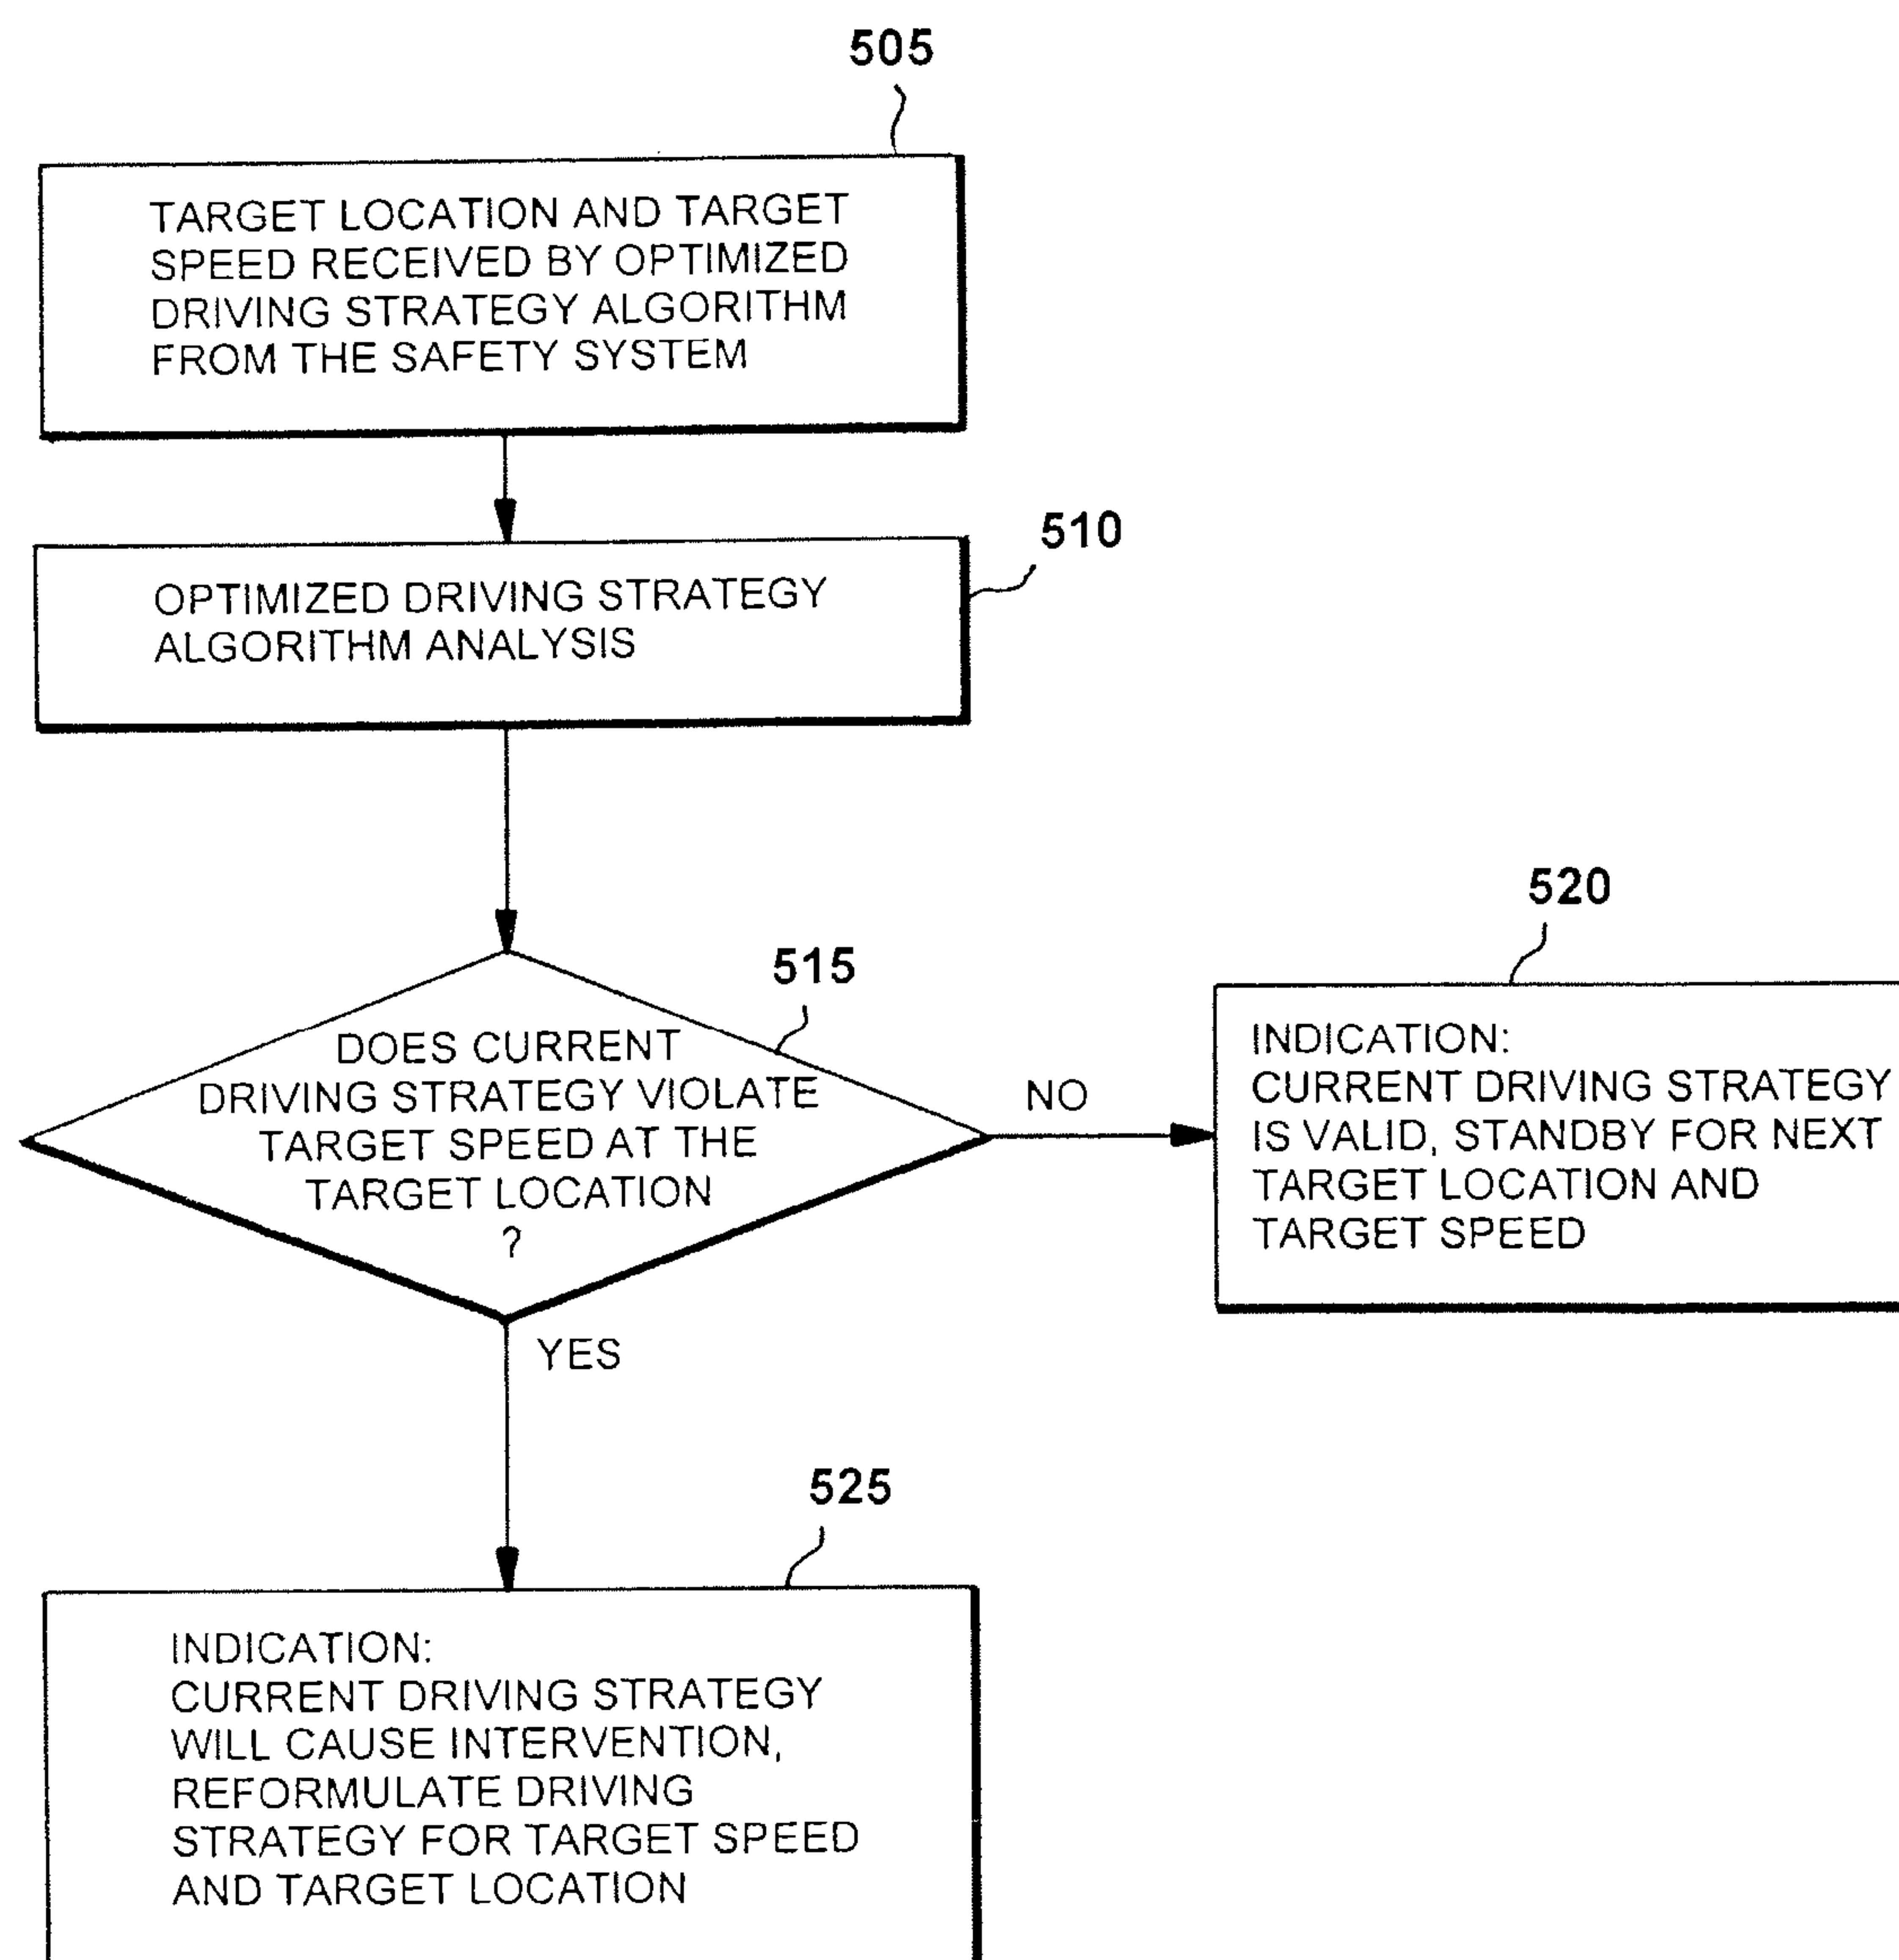 505
TARGET LOCATION AND TARGET
SPEED RECEIVED BY OPTIMIZED
DRIVING STRATEGY ALGORITHM
FROM THE SAFETY SYSTEM
510
OPTIMIZED DRIVING STRATEGY
ALGORITHM ANALYSIS
515
DOES CURRENT
DRIVING STRATEGY VIOLATE
TARGET SPEED AT THE
TARGET LOCATION
?
NO
520
INDICATION:
CURRENT DRIVING STRATEGY
IS VALID, STANDBY FOR NEXT
TARGET LOCATION AND
TARGET SPEED
YES
525
INDICATION:
CURRENT DRIVING STRATEGY
WILL CAUSE INTERVENTION,
REFORMULATE DRIVING
STRATEGY FOR TARGET SPEED
AND TARGET LOCATION